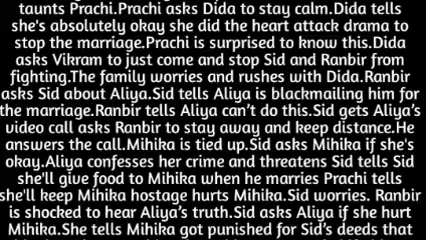 taunts Prachi.Prachi asks Dida to stay calm.Dida tells
she's absolutely okay she did the heart attack drama to
stop the marriage.Prachi is surprised to know this.Dida
asks Vikram to just come and stop Sid and Ranbir from
fighting.The family worries and rushes with Dida.Ranbir
asks Sid about Aliya.Sid tells Aliya is blackmailing him for
the marriage.Ranbir tells Aliya can't do this.Sid gets Aliya's
video call asks Ranbir to stay away and keep distance.He
answers the call.Mihika is tied up.Sid asks Mihika if she's
okay.Aliya confesses her crime and threatens Sid tells Sid
she'll give food to Mihika when he marries Prachi tells
she'll keep Mihika hostage hurts Mihika.Sid worries. Ranbir
is shocked to hear Aliya's truth.Sid asks Aliya if she hurt
Mihika.She tells Mihika got punished for Sid's deeds that